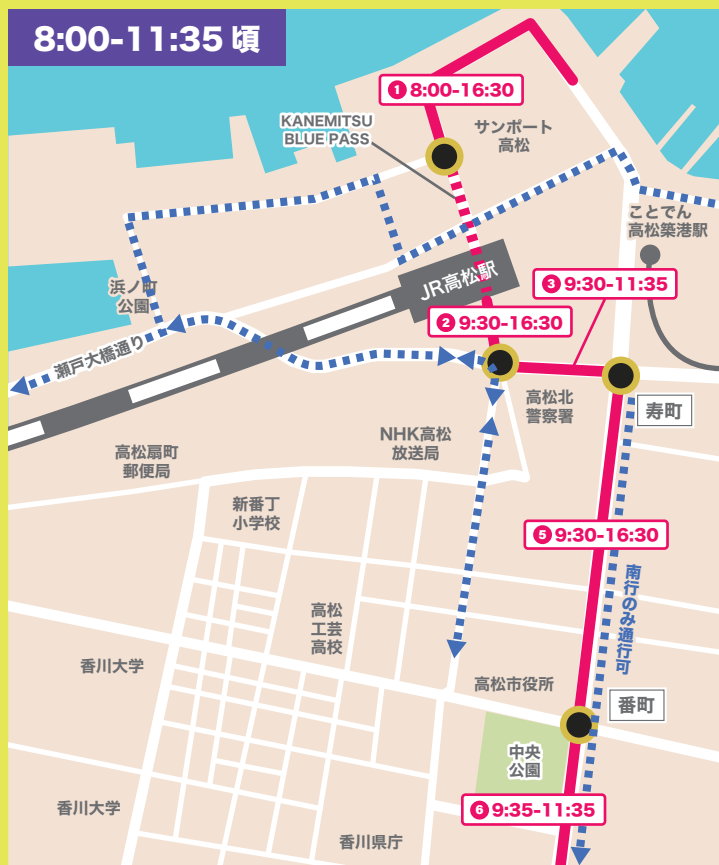 8:00-11:35 頃
❶ 8:00-16:30
KANEMITSU
BLUE PASS
サンポート
高松
ことでん
高松築港駅
JR高松駅
❸ 9:30-11:35
浜ノ町
公園
❷ 9:30-16:30
瀬戸大橋通り
高松北
警察署
寿町
NHK高松
放送局
高松扇町
郵便局
新番丁
小学校
❺ 9:30-16:30
南行のみ通行可
高松
工芸
高校
香川大学
高松市役所
番町
中央
公園
香川大学
❻ 9:35-11:35
香川県庁